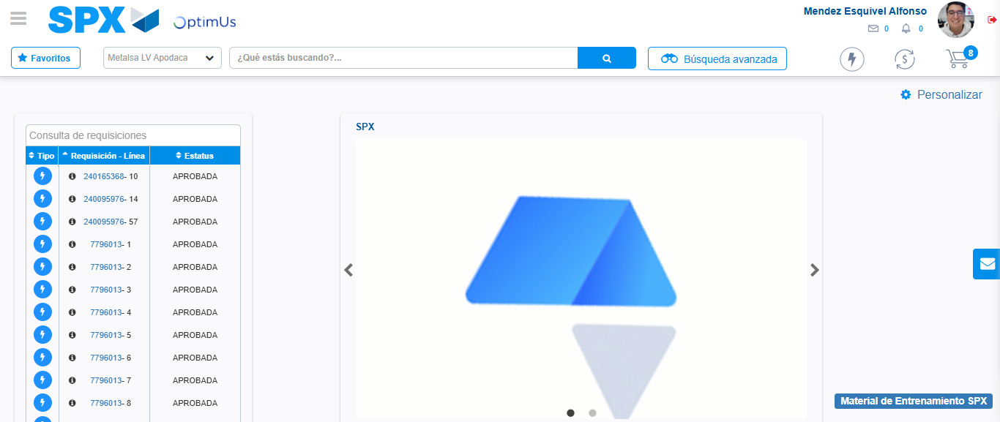 SPX
OptimUs
Mendez Esquivel Alfonso
0 0
Favoritos
Metalsa LV Apodaca
¿Qué estás buscando?...
Búsqueda avanzada
$
8
Personalizar
Consulta de requisiciones
Tipo Requisición - Línea Estatus
240165368- 10 APROBADA
240095976- 14 APROBADA
240095976- 57 APROBADA
7796013- 1 APROBADA
7796013- 2 APROBADA
7796013- 3 APROBADA
7796013- 4 APROBADA
7796013- 5 APROBADA
7796013- 6 APROBADA
7796013- 7 APROBADA
7796013- 8 APROBADA
SPX
Material de Entrenamiento SPX